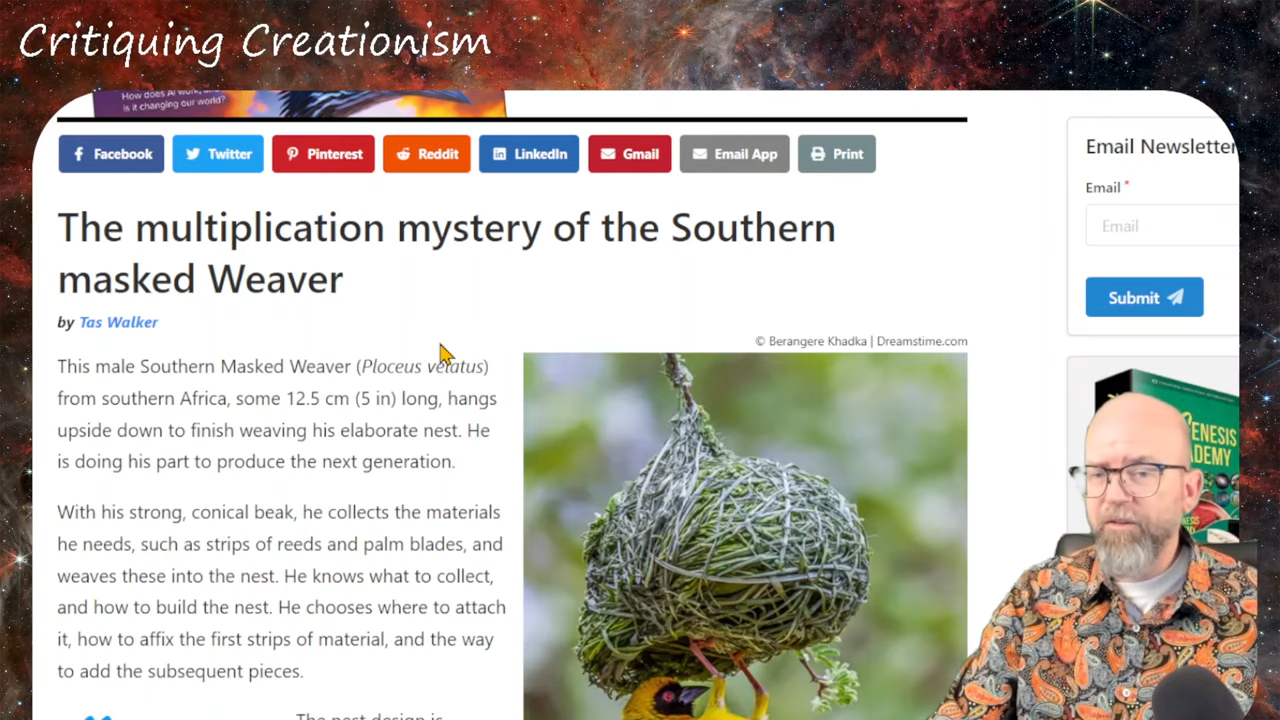 Critiquing Creationism
How does AI work, and
is it changing our world?
Facebook
Twitter
Pinterest
Reddit
LinkedIn
Gmail
Email App
Print
The multiplication mystery of the Southern
masked Weaver
by Tas Walker
This male Southern Masked Weaver (Ploceus velatus)
from southern Africa, some 12.5 cm (5 in) long, hangs
upside down to finish weaving his elaborate nest. He
is doing his part to produce the next generation.
With his strong, conical beak, he collects the materials
he needs, such as strips of reeds and palm blades, and
weaves these into the nest. He knows what to collect,
and how to build the nest. He chooses where to attach
it, how to affix the first strips of material, and the way
to add the subsequent pieces.
The nest design is
© Berangere Khadka | Dreamstime.com
Email Newsletter
Email *
Email
Submit
ENESIS
ADEMY